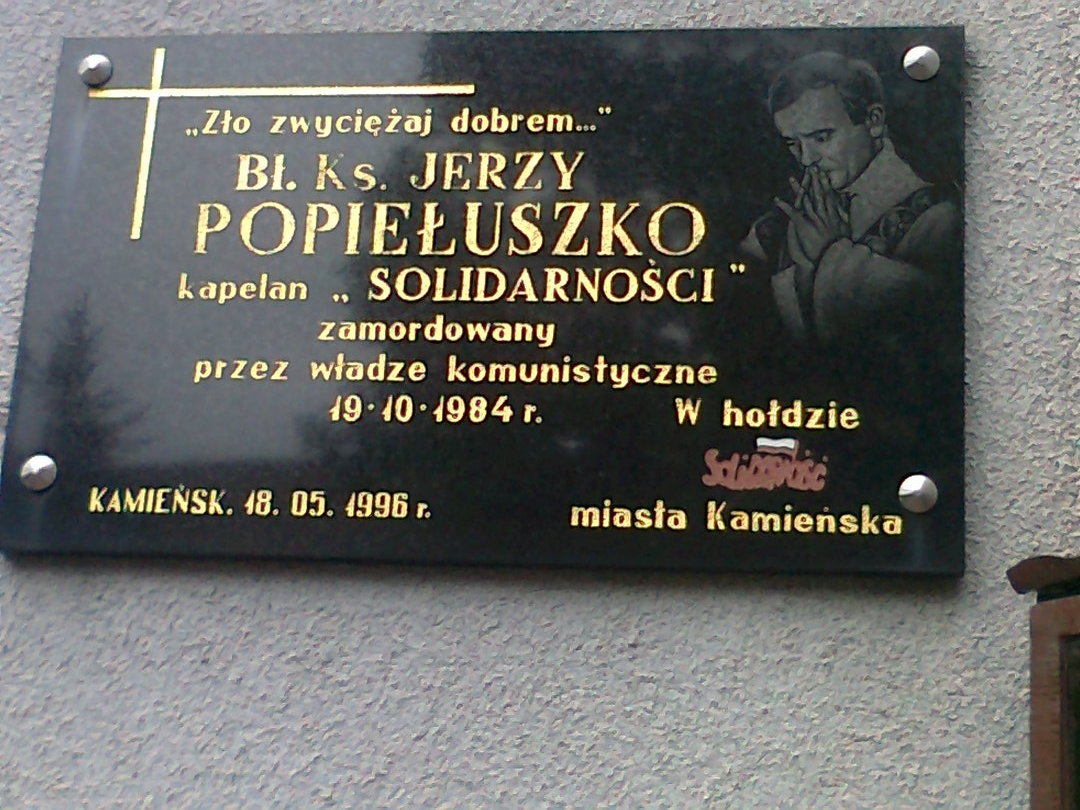 „Zło zwyciężaj dobrem..."
Bł. Ks. JERZY
POPIEŁUSZKO
kapelan „SOLIDARNOŚCI"
zamordowany
przez władze komunistyczne
19·10·1984 r.
W hołdzie
Solidarność
miasta Kamieńska
KAMIEŃSK. 18. 05. 1996 r.